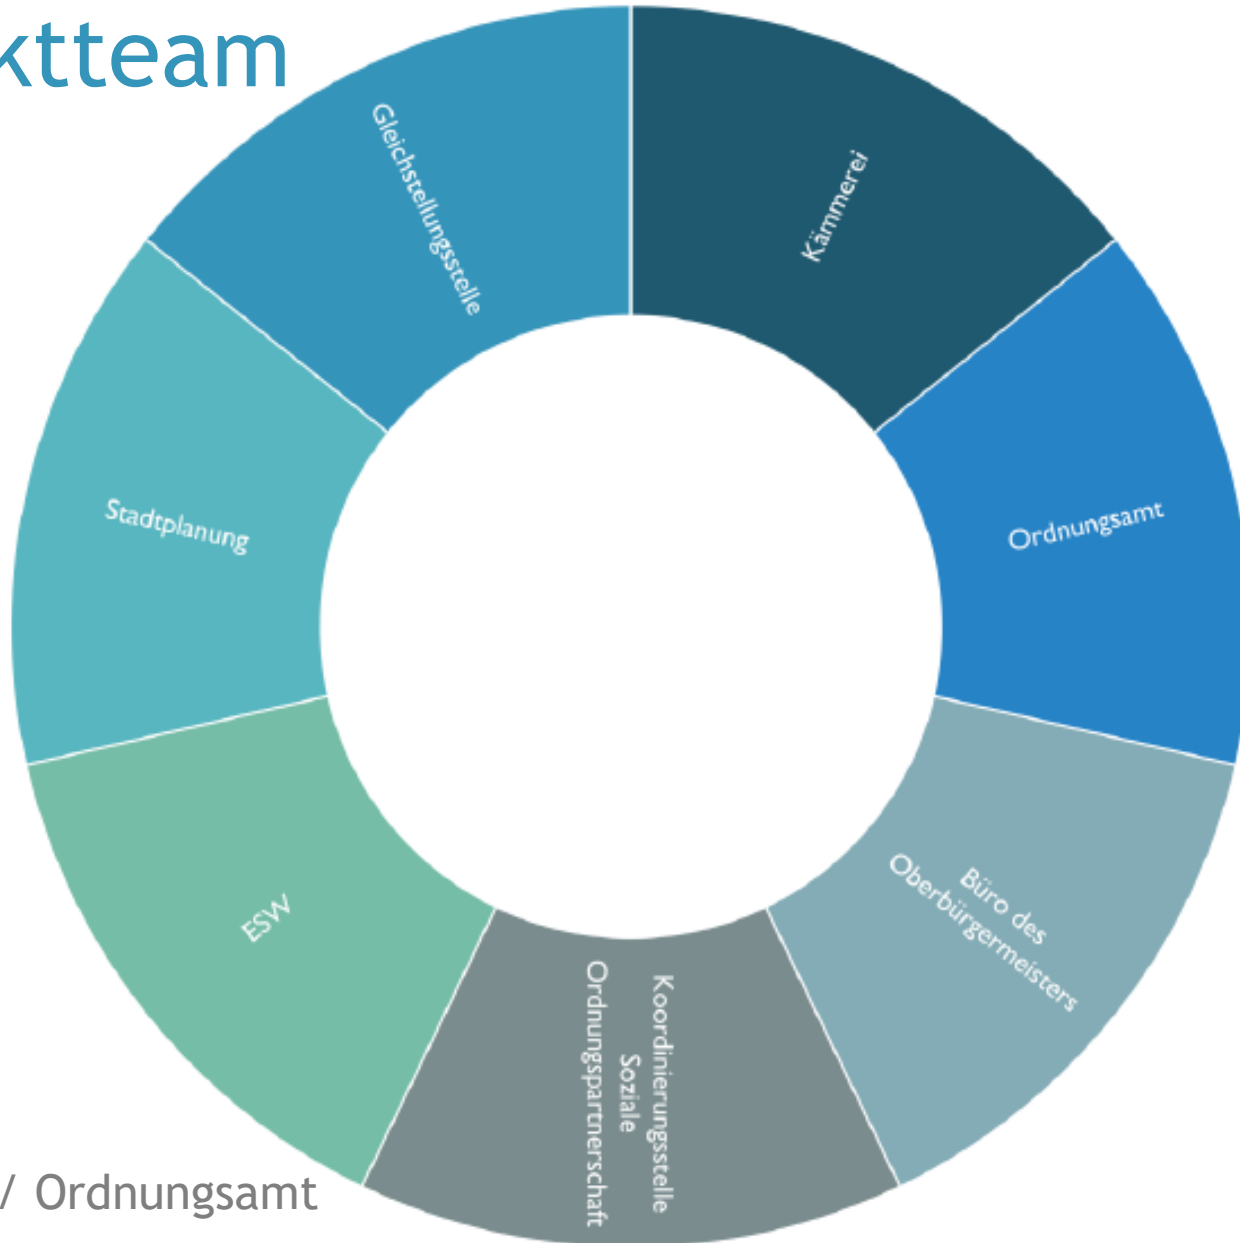 ktteam
Gleichstellungsstelle
Kämmerei
Stadtplanung
Ordnungsamt
ESW
Büro des
Oberbürgermeisters
Koordinierungsstelle
Soziale
Ordnungspartnerschaft
/ Ordnungsamt